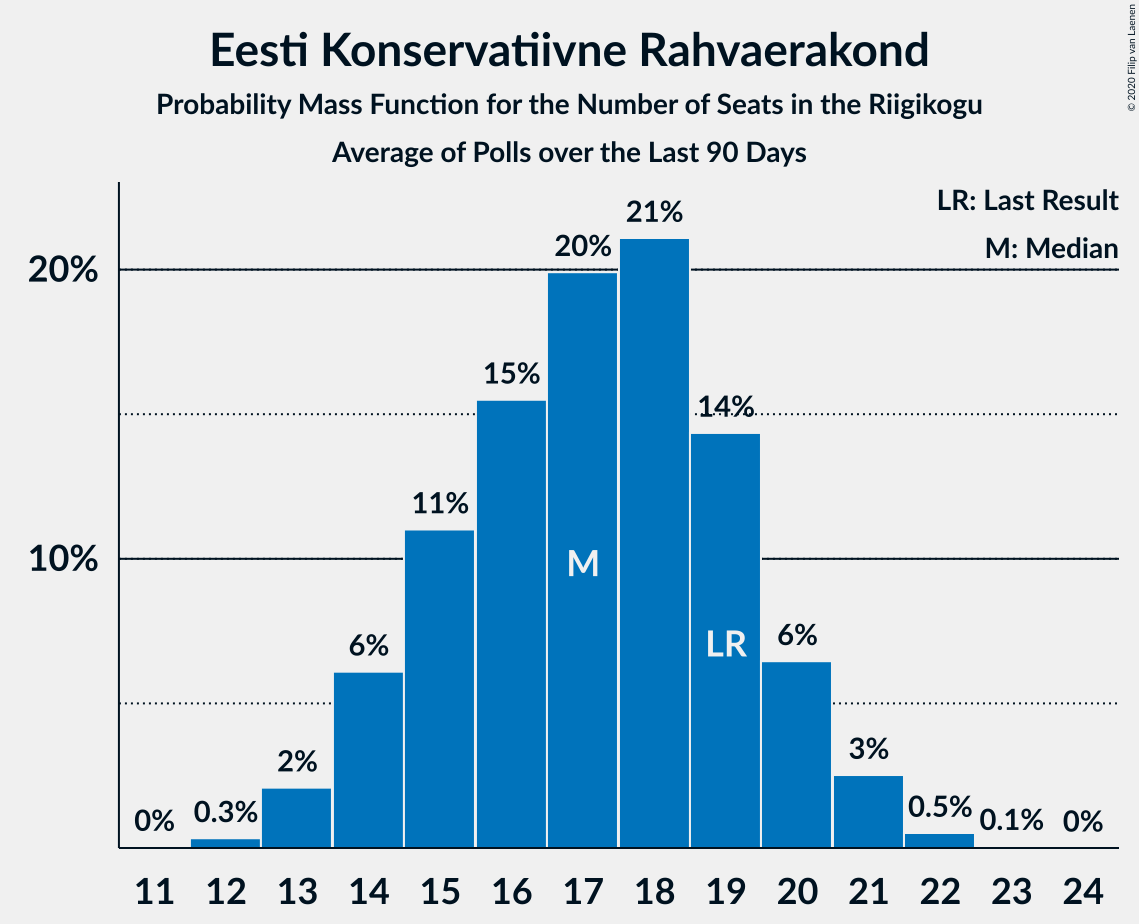 Eesti Konservatiivne Rahvaerakond
Probability Mass Function for the Number of Seats in the Riigikogu
Average of Polls over the Last 90 Days
© 2020 Filip van Laenen
LR: Last Result
M: Median
20%
10%
0%
0.3%
2%
6%
11%
15%
20%
21%
14%
6%
3%
0.5%
0.1%
0%
M
LR
11 12 13 14 15 16 17 18 19 20 21 22 23 24